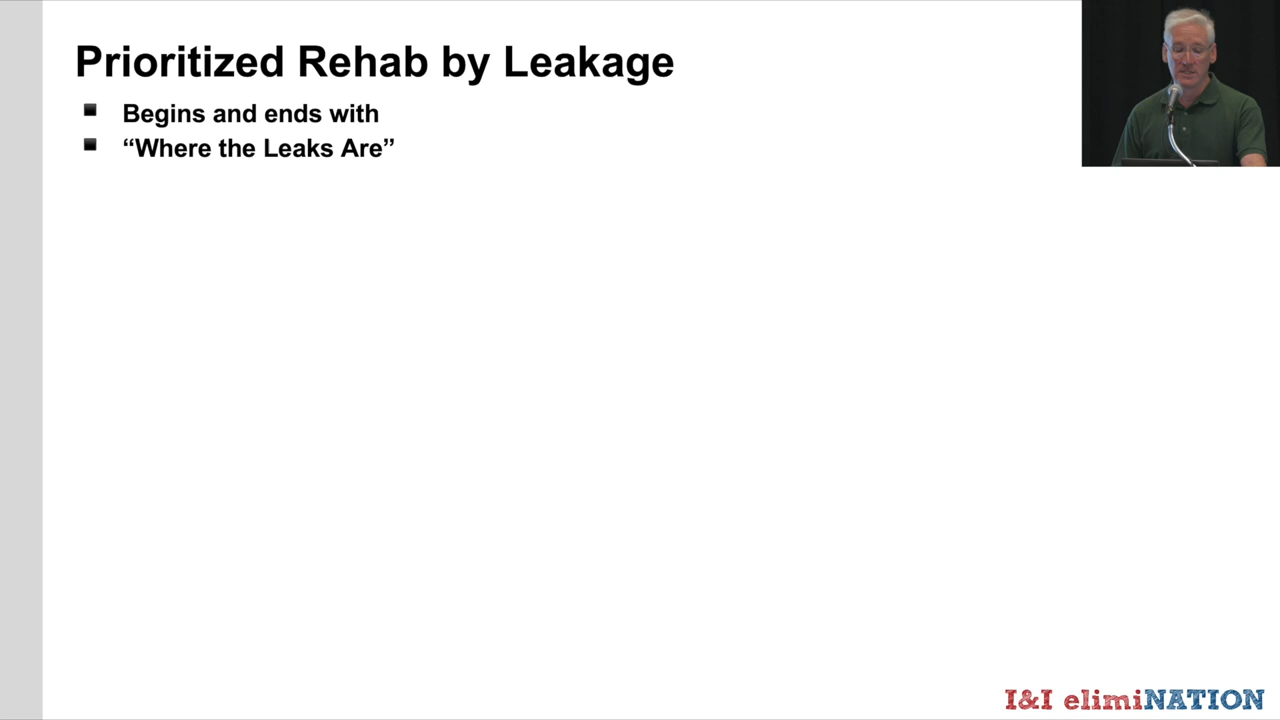 Prioritized Rehab by Leakage
Begins and ends with
“Where the Leaks Are”
I&I elimiNATION